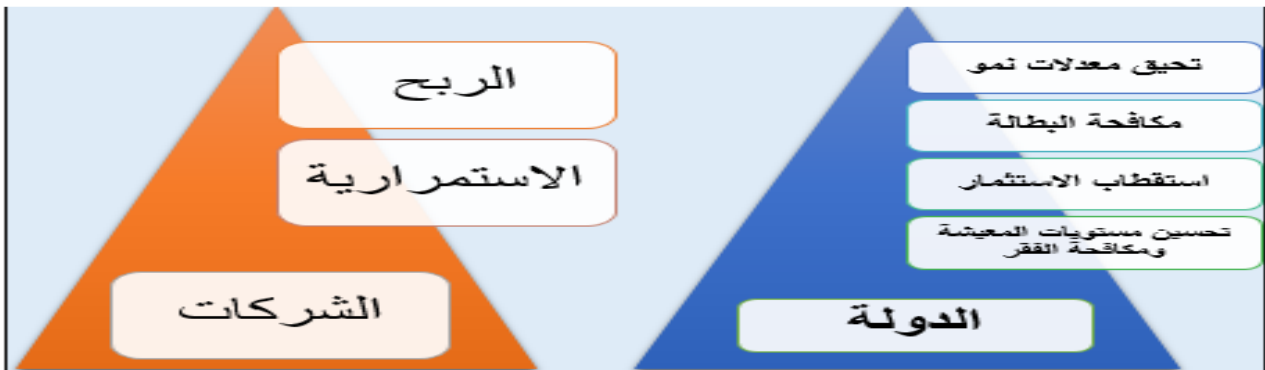 تحيق معدلات نمو
مكافحة البطالة
استقطاب الاستثمار
تحسين مستويات المعيشة
ومكافحة الفقر
الدولة
الربح
الاستمرارية
الشركات